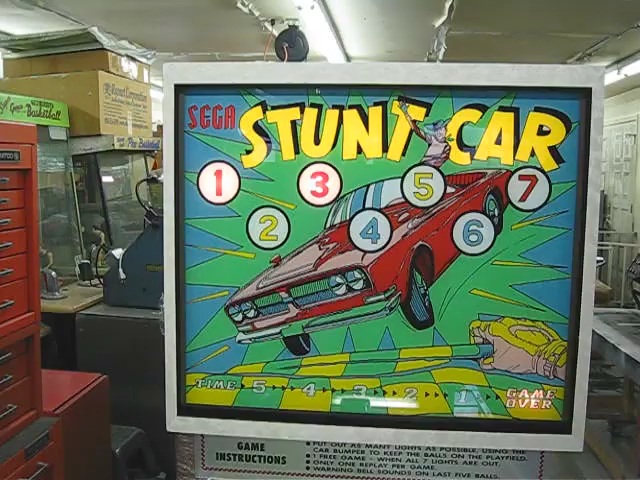 SEGA
STUNT CAR
1 3 5 7
2 4 6
TIME 5 4 3 2 1 GAME
OVER
GAME
INSTRUCTIONS
• PUT OUT AS MANY LIGHTS AS POSSIBLE, USING THE
CAR BUMPER TO KEEP THE BALLS ON THE PLAYFIELD.
• 1 FREE GAME - WHEN ALL 7 LIGHTS ARE OUT.
• ONLY ONE REPLAY PER GAME.
• WARNING BELL SOUNDS ON LAST FIVE BALLS.
Basketball